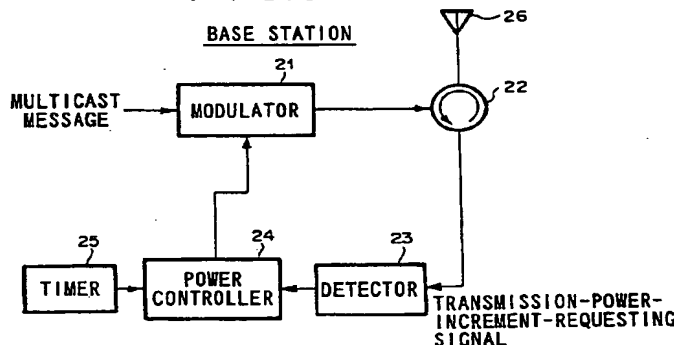 BASE STATION
26
21
MULTICAST
MESSAGE
MODULATOR
22
25
TIMER
24
POWER
CONTROLLER
23
DETECTOR
TRANSMISSION-POWER-
INCREMENT-REQUESTING
SIGNAL